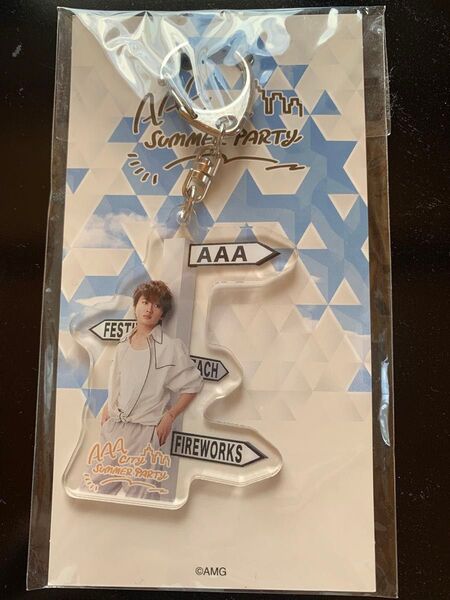 AAA
SUMMER PARTY
AAA
FESTI
ACH
FIREWORKS
AAA
CITY
SUMMER PARTY
©AMG